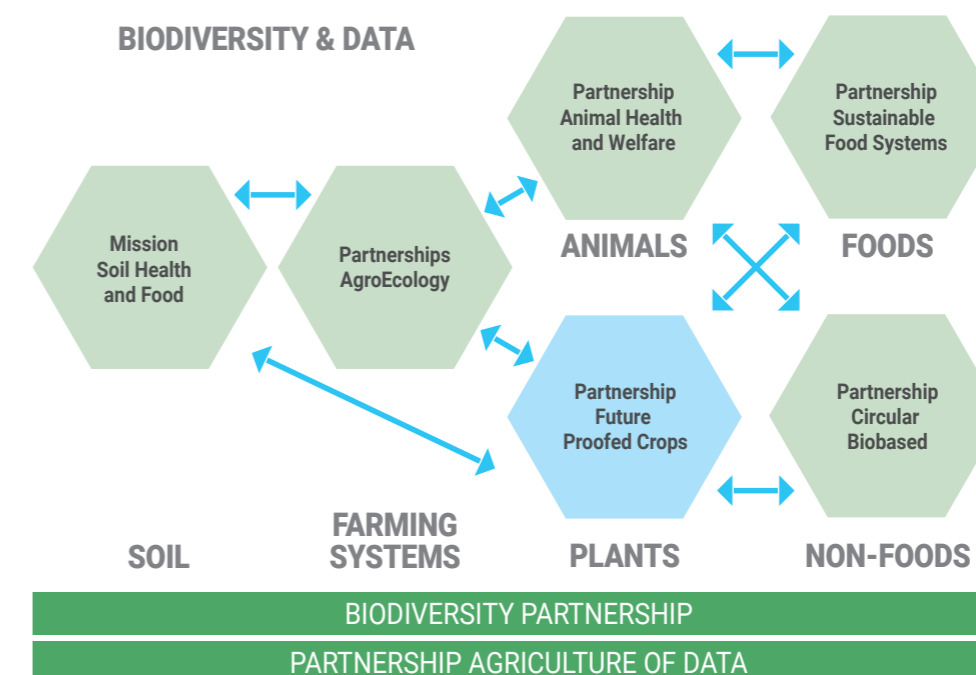 BIODIVERSITY & DATA
Partnership
Animal Health
and Welfare
Partnership
Sustainable
Food Systems
Mission
Soil Health
and Food
Partnerships
AgroEcology
ANIMALS
FOODS
Partnership
Future
Proofed Crops
Partnership
Circular
Biobased
SOIL
FARMING
SYSTEMS
PLANTS
NON-FOODS
BIODIVERSITY PARTNERSHIP
PARTNERSHIP AGRICULTURE OF DATA